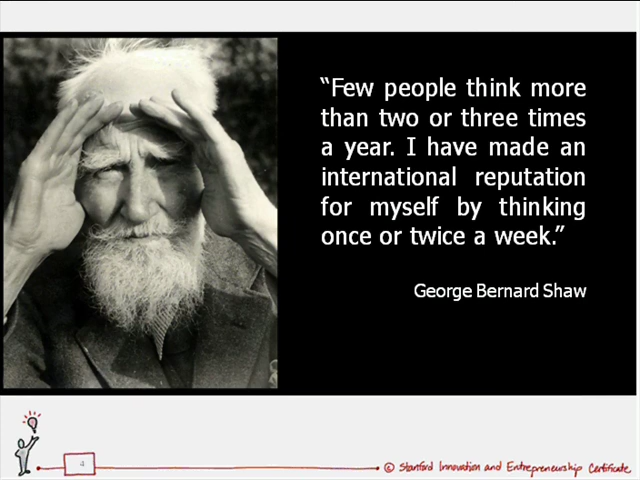 “Few people think more
than two or three times
a year. I have made an
international reputation
for myself by thinking
once or twice a week.”
George Bernard Shaw
4
© Stanford Innovation and Entrepreneurship Certificate